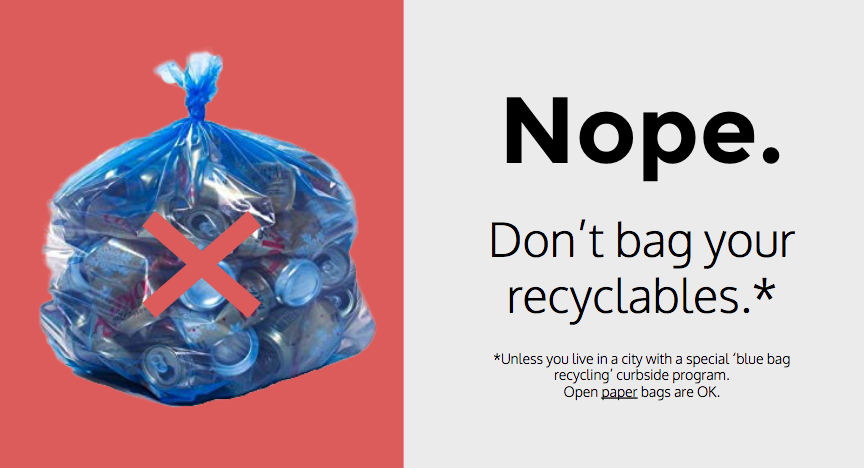 Nope.
Don't bag your
recyclables.*
*Unless you live in a city with a special 'blue bag
recycling' curbside program.
Open paper bags are OK.